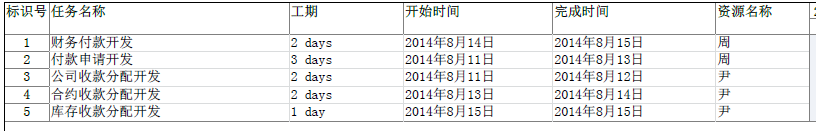 标识号 任务名称 工期 开始时间 完成时间 资源名称
1 财务付款开发 2 days 2014年8月14日 2014年8月15日 周
2 付款申请开发 3 days 2014年8月11日 2014年8月13日 周
3 公司收款分配开发 2 days 2014年8月11日 2014年8月12日 尹
4 合约收款分配开发 2 days 2014年8月13日 2014年8月14日 尹
5 库存收款分配开发 1 day 2014年8月15日 2014年8月15日 尹